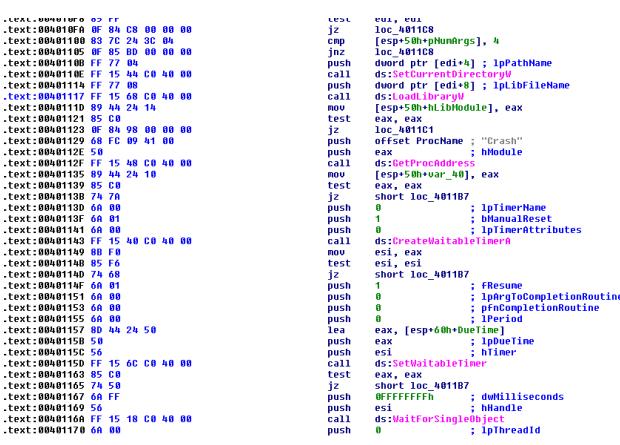 .text:004010F8 85 FF test edi, edi
.text:004010FA 0F 84 C8 00 00 00 jz loc_4011C8
.text:00401100 83 7C 24 3C 04 cmp [esp+50h+pNumArgs], 4
.text:00401105 0F 85 BD 00 00 00 jnz loc_4011C8
.text:0040110B FF 77 04 push dword ptr [edi+4] ; lpPathName
.text:0040110E FF 15 44 C0 40 00 call ds:SetCurrentDirectoryW
.text:00401114 FF 77 08 push dword ptr [edi+8] ; lpLibFileName
.text:00401117 FF 15 68 C0 40 00 call ds:LoadLibraryW
.text:0040111D 89 44 24 14 mov [esp+50h+hLibModule], eax
.text:00401121 85 C0 test eax, eax
.text:00401123 0F 84 98 00 00 00 jz loc_4011C1
.text:00401129 68 FC 09 41 00 push offset ProcName ; "Crash"
.text:0040112E 50 push eax ; hModule
.text:0040112F FF 15 48 C0 40 00 call ds:GetProcAddress
.text:00401135 89 44 24 10 mov [esp+50h+var_40], eax
.text:00401139 85 C0 test eax, eax
.text:0040113B 74 7A jz short loc_4011B7
.text:0040113D 6A 00 push 0 ; lpTimerName
.text:0040113F 6A 01 push 1 ; bManualReset
.text:00401141 6A 00 push 0 ; lpTimerAttributes
.text:00401143 FF 15 40 C0 40 00 call ds:CreateWaitableTimerA
.text:00401149 8B F0 mov esi, eax
.text:0040114B 85 F6 test esi, esi
.text:0040114D 74 68 jz short loc_4011B7
.text:0040114F 6A 01 push 1 ; fResume
.text:00401151 6A 00 push 0 ; lpArgToCompletionRoutine
.text:00401153 6A 00 push 0 ; pfnCompletionRoutine
.text:00401155 6A 00 push 0 ; lPeriod
.text:00401157 8D 44 24 50 lea eax, [esp+60h+DueTime]
.text:0040115B 50 push eax ; lpDueTime
.text:0040115C 56 push esi ; hTimer
.text:0040115D FF 15 6C C0 40 00 call ds:SetWaitableTimer
.text:00401163 85 C0 test eax, eax
.text:00401165 74 50 jz short loc_4011B7
.text:00401167 6A FF push 0FFFFFFFFh ; dwMilliseconds
.text:00401169 56 push esi ; hHandle
.text:0040116A FF 15 18 C0 40 00 call ds:WaitForSingleObject
.text:00401170 6A 00 push 0 ; lpThreadId